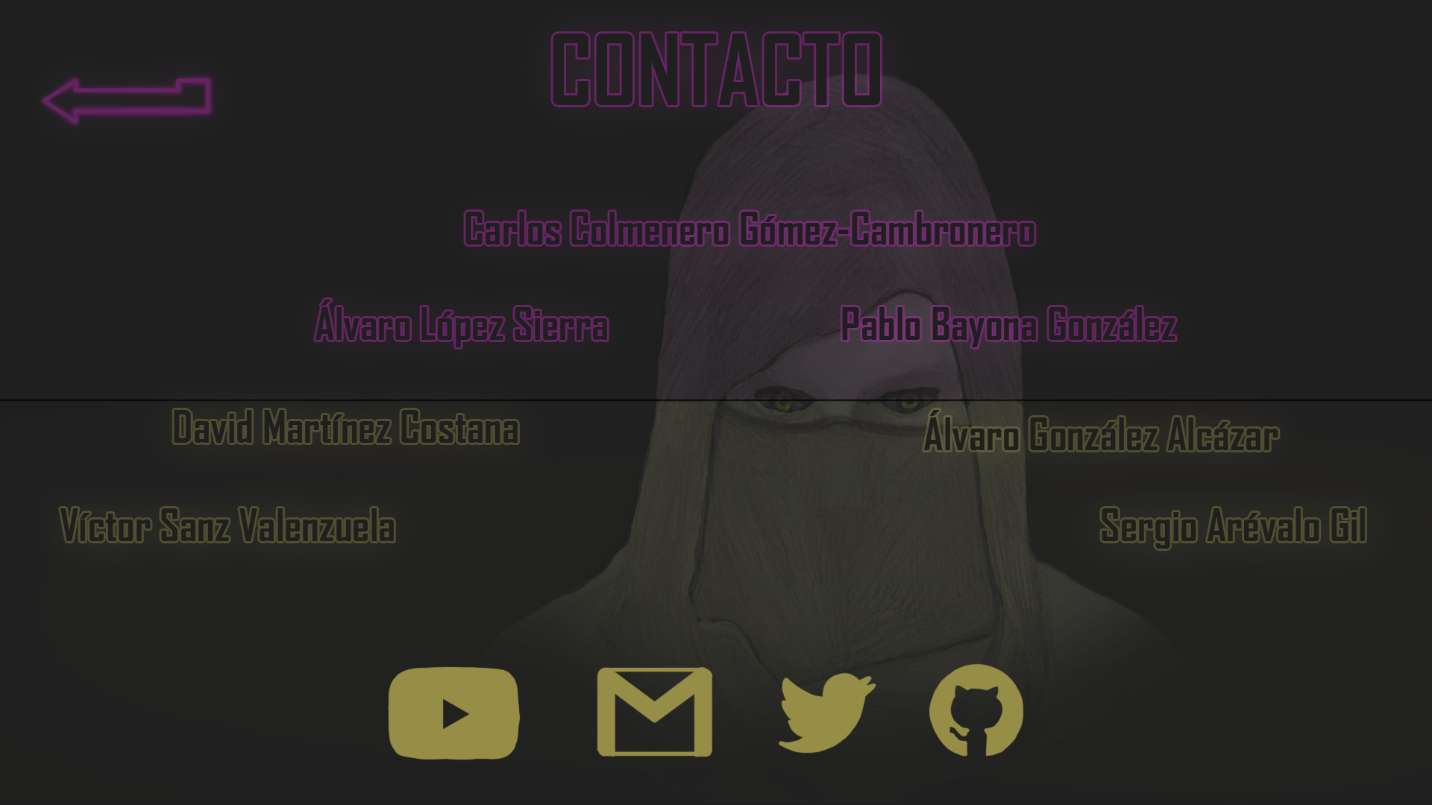 CONTACTO
Carlos Colmenero Gómez-Cambronero
Álvaro López Sierra
Pablo Bayona González
David Martínez Costana
Álvaro González Alcázar
Víctor Sanz Valenzuela
Sergio Arévalo Gil